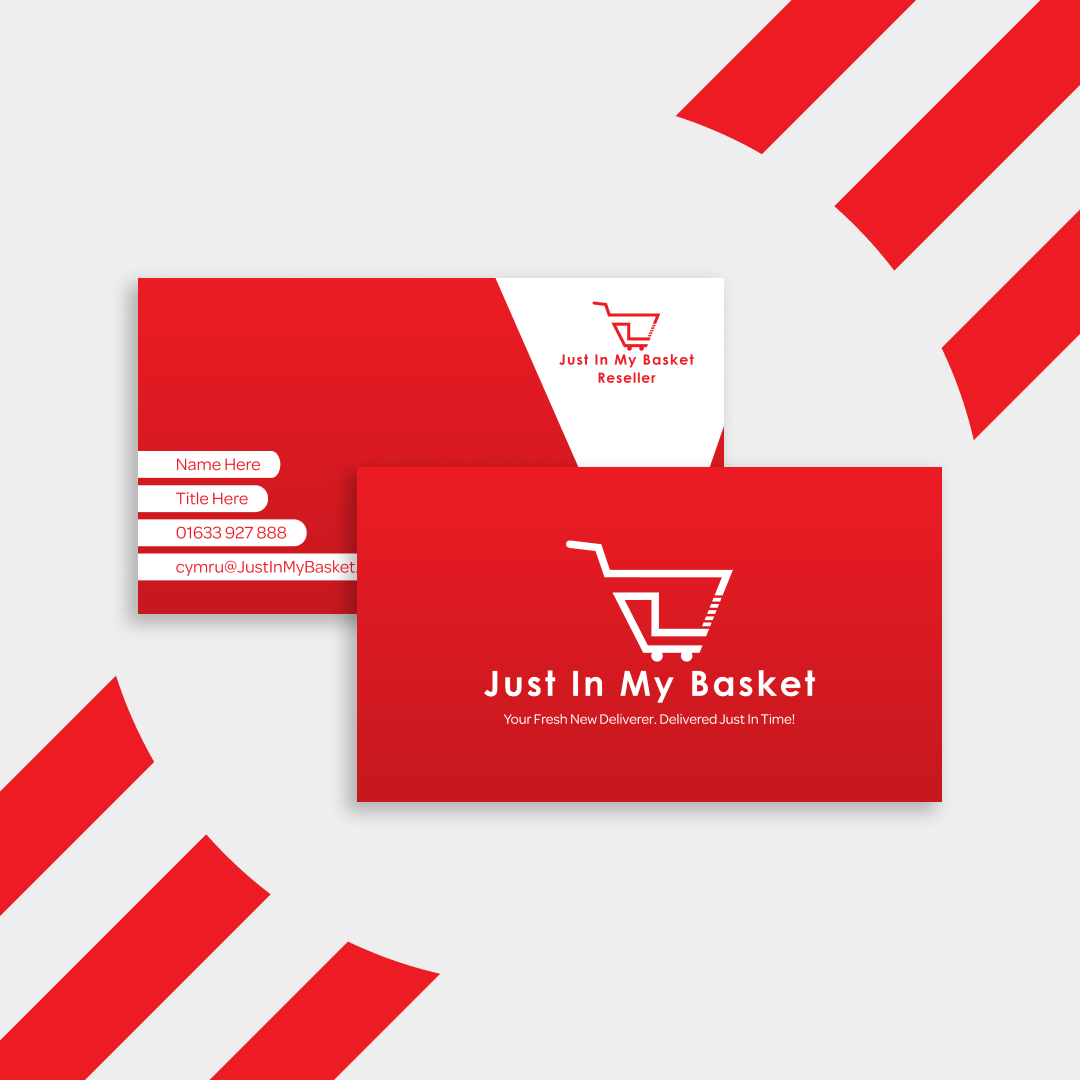 Just In My Basket
Reseller
Name Here
Title Here
01633 927 888
cymru@JustInMyBasket.
Just In My Basket
Your Fresh New Deliverer. Delivered Just In Time!